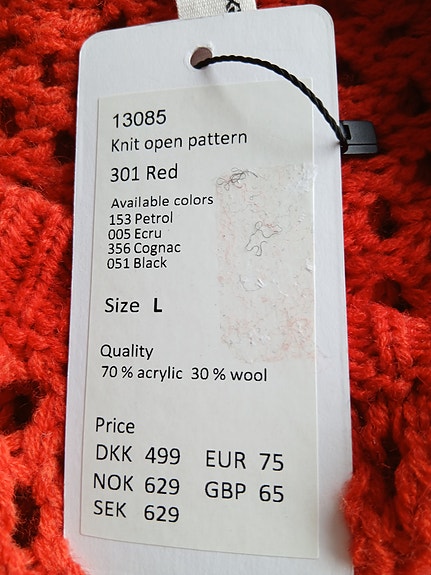 13085
Knit open pattern
301 Red
Available colors
153 Petrol
005 Ecru
356 Cognac
051 Black
Size L
Quality
70 % acrylic 30 % wool
Price
DKK 499 EUR 75
NOK 629 GBP 65
SEK 629